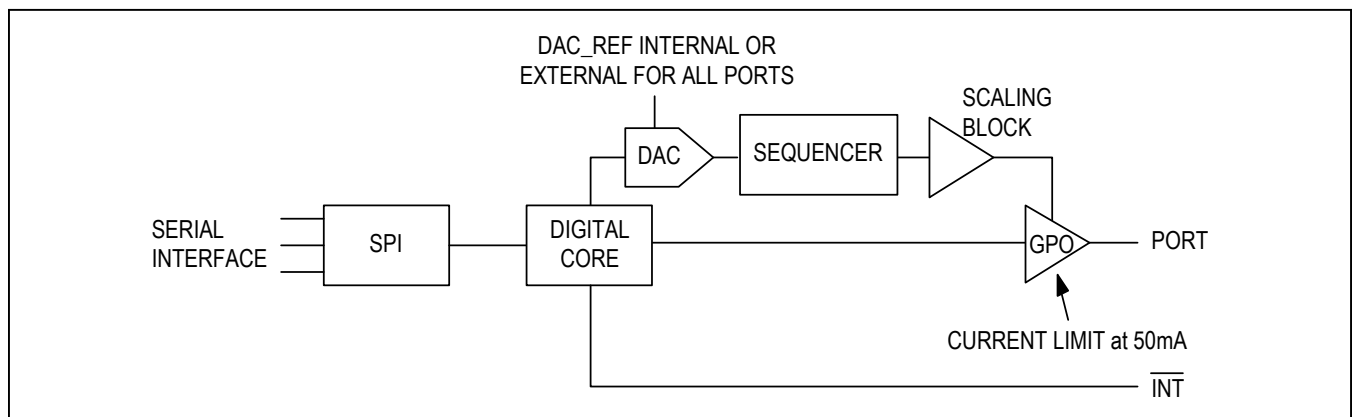 DAC_REF INTERNAL OR
EXTERNAL FOR ALL PORTS
SCALING
BLOCK
DAC
SEQUENCER
SERIAL
INTERFACE
SPI
DIGITAL
CORE
GPO
PORT
CURRENT LIMIT at 50mA
INT